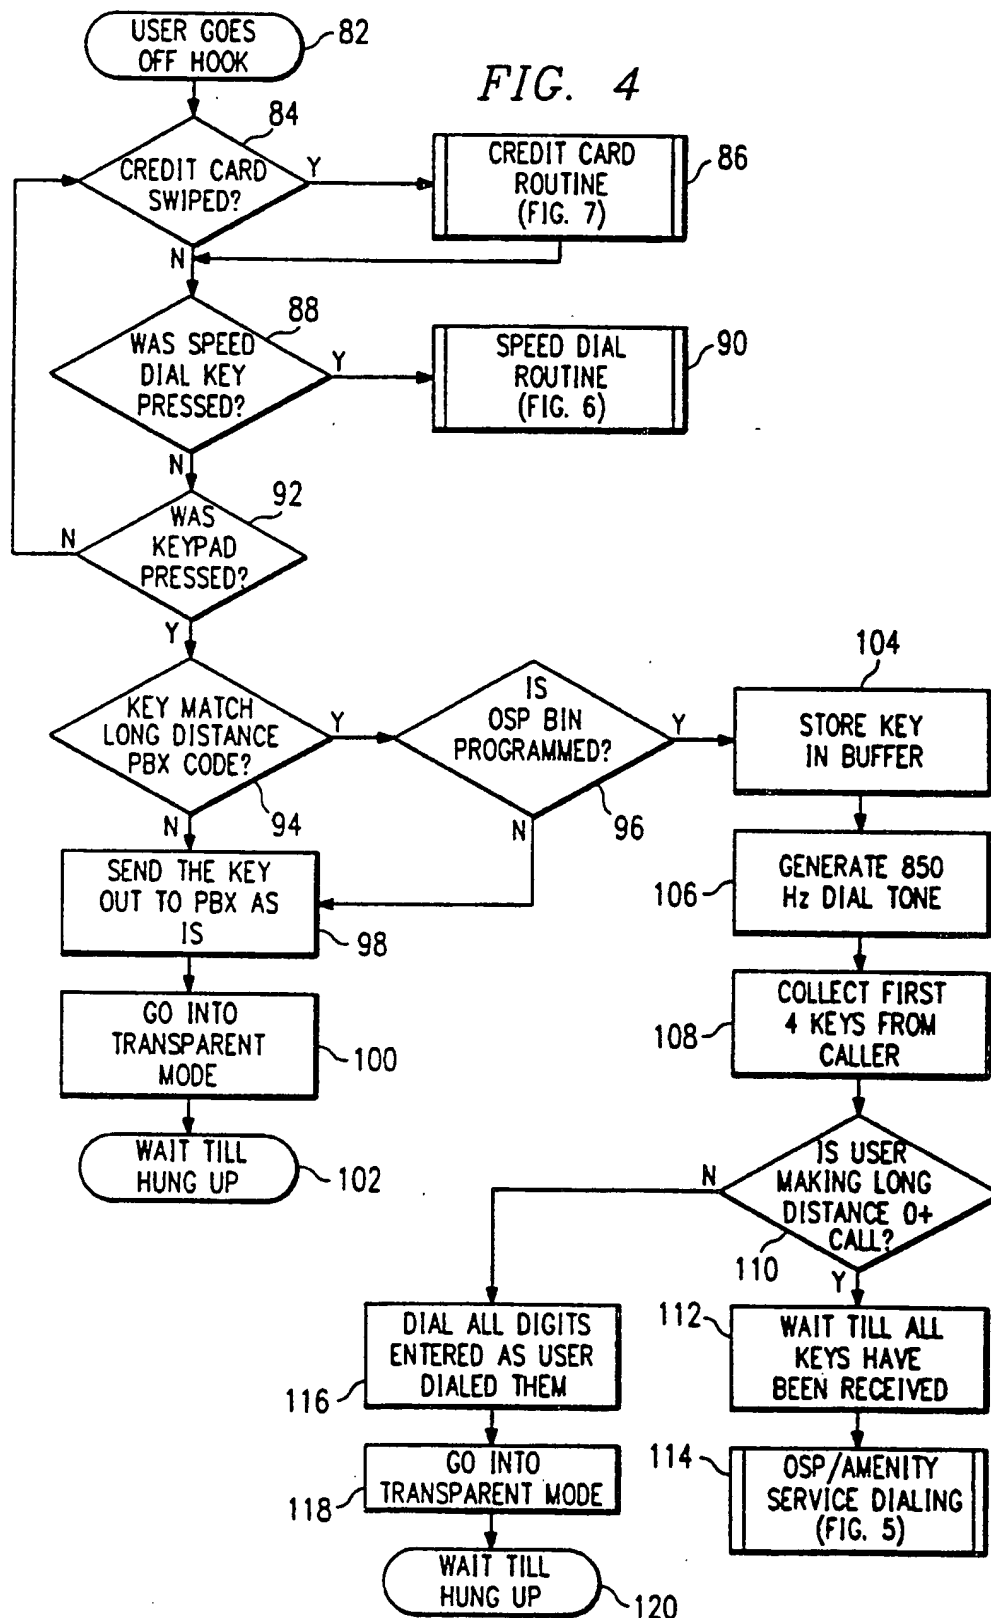 USER GOES
OFF HOOK
82
FIG. 4
84
CREDIT CARD
SWIPED?
Y
CREDIT CARD
ROUTINE
(FIG. 7)
86
N
88
WAS SPEED
DIAL KEY
PRESSED?
Y
SPEED DIAL
ROUTINE
(FIG. 6)
90
N
92
WAS
KEYPAD
PRESSED?
N
Y
KEY MATCH
LONG DISTANCE
PBX CODE?
Y
94
N
IS
OSP BIN
PROGRAMMED?
Y
96
N
104
STORE KEY
IN BUFFER
SEND THE KEY
OUT TO PBX AS
IS
98
106
GENERATE 850
Hz DIAL TONE
GO INTO
TRANSPARENT
MODE
100
108
COLLECT FIRST
4 KEYS FROM
CALLER
WAIT TILL
HUNG UP
102
N
IS USER
MAKING LONG
DISTANCE 0+
CALL?
110
Y
DIAL ALL DIGITS
ENTERED AS USER
DIALED THEM
116
112
WAIT TILL ALL
KEYS HAVE
BEEN RECEIVED
GO INTO
TRANSPARENT MODE
118
114
OSP/AMENITY
SERVICE DIALING
(FIG. 5)
WAIT TILL
HUNG UP
120